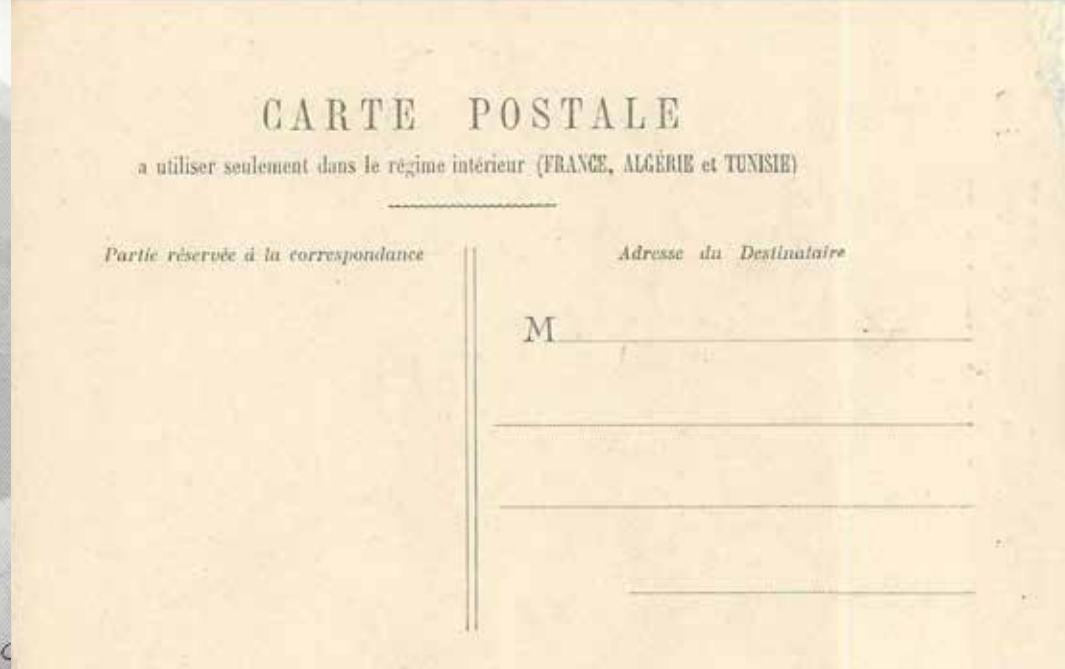 CARTE POSTALE
a utiliser seulement dans le régime intérieur (FRANCE, ALGÉRIE et TUNISIE)
Partie réservée à la correspondance
Adresse du Destinataire
M